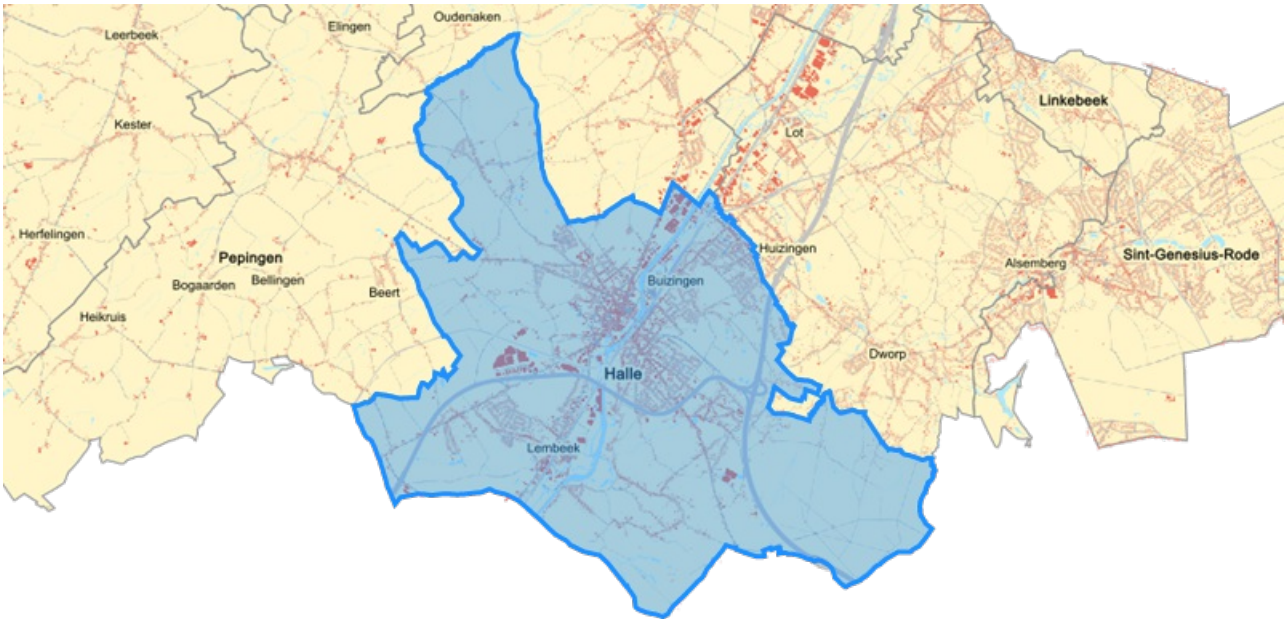 Oudenaken
Elingen
Leerbeek
Linkebeek
Kester
Lot
Herfelingen
Huizingen
Pepingen
Sint-Genesius-Rode
Alsemberg
Bogaarden
Bellingen
Buizingen
Beert
Heikruis
Dworp
Halle
Lembeek